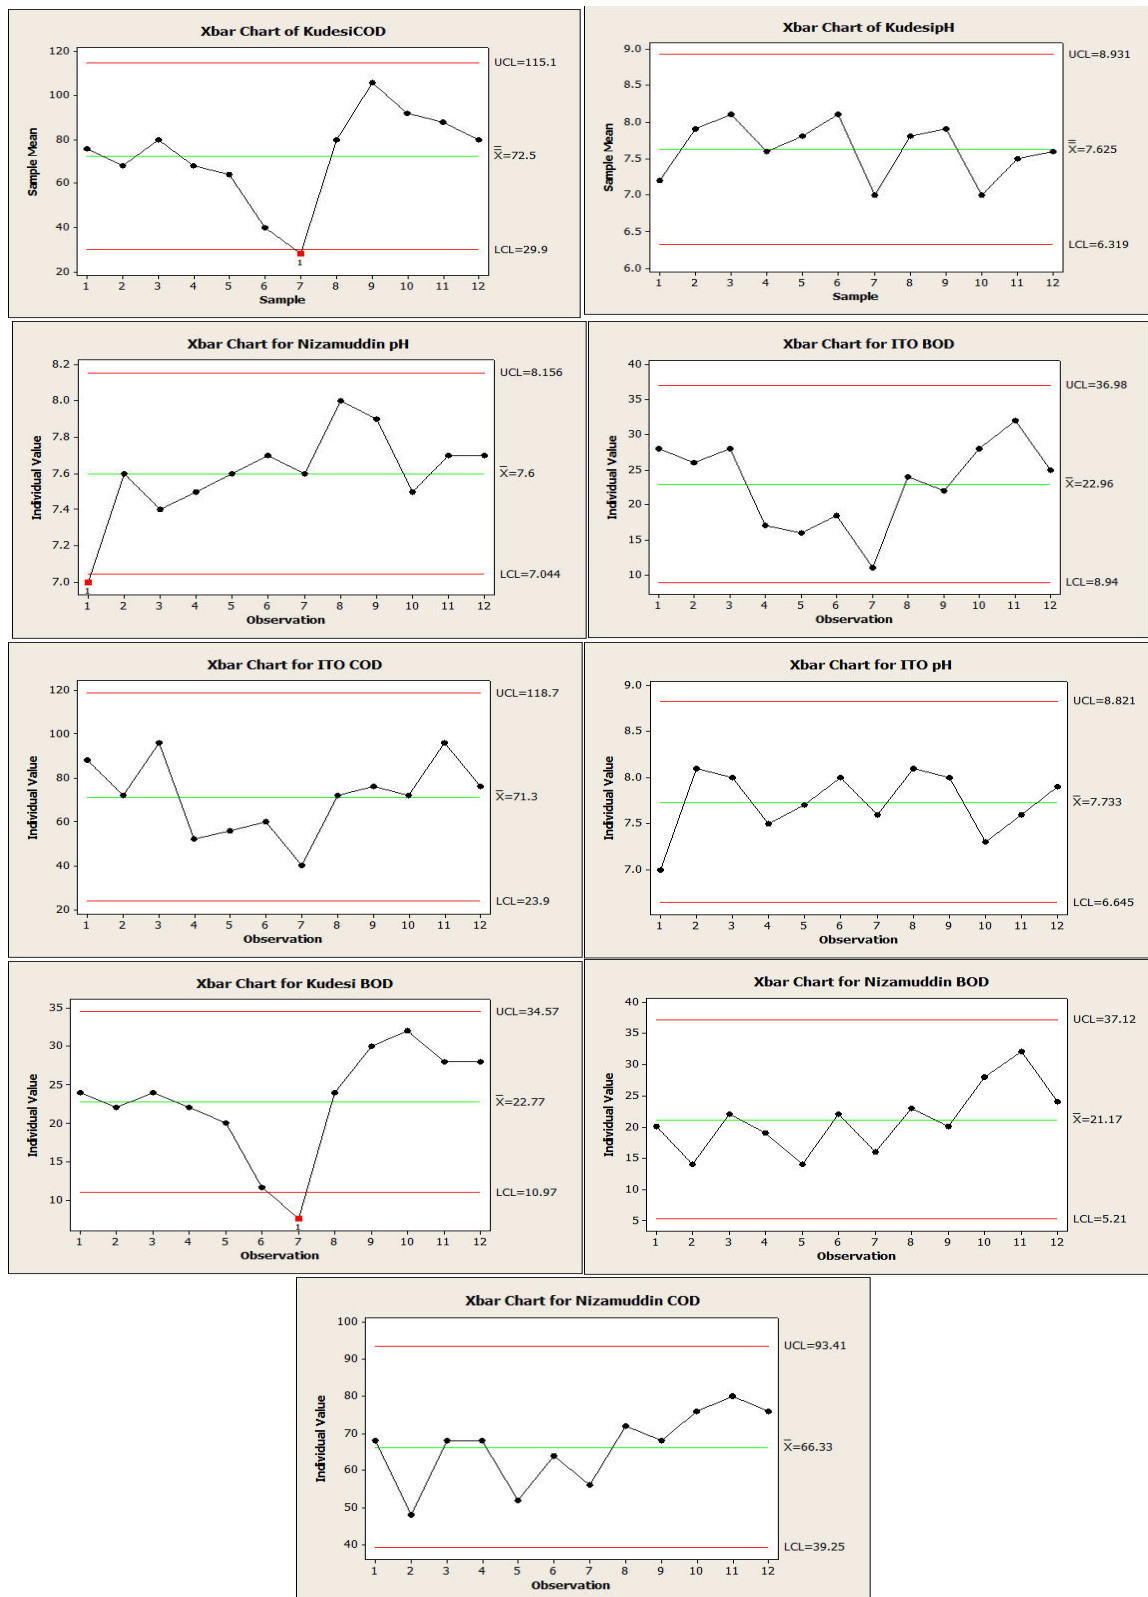 Xbar Chart of KudesiCOD
120
100
80
60
40
20
Sample Mean
UCL=115.1
X=72.5
LCL=29.9
1
1 2 3 4 5 6 7 8 9 10 11 12
Sample
Xbar Chart of KudesipH
9.0
8.5
8.0
7.5
7.0
6.5
6.0
Sample Mean
UCL=8.931
X=7.625
LCL=6.319
1 2 3 4 5 6 7 8 9 10 11 12
Sample
Xbar Chart for Nizamuddin pH
8.2
8.0
7.8
7.6
7.4
7.2
7.0
Individual Value
UCL=8.156
X=7.6
LCL=7.044
1
1 2 3 4 5 6 7 8 9 10 11 12
Observation
Xbar Chart for ITO BOD
40
35
30
25
20
15
10
Individual Value
UCL=36.98
X=22.96
LCL=8.94
1 2 3 4 5 6 7 8 9 10 11 12
Observation
Xbar Chart for ITO COD
120
100
80
60
40
20
Individual Value
UCL=118.7
X=71.3
LCL=23.9
1 2 3 4 5 6 7 8 9 10 11 12
Observation
Xbar Chart for ITO pH
9.0
8.5
8.0
7.5
7.0
Individual Value
UCL=8.821
X=7.733
LCL=6.645
1 2 3 4 5 6 7 8 9 10 11 12
Observation
Xbar Chart for Kudesi BOD
35
30
25
20
15
10
Individual Value
UCL=34.57
X=22.77
LCL=10.97
1
1 2 3 4 5 6 7 8 9 10 11 12
Observation
Xbar Chart for Nizamuddin BOD
40
35
30
25
20
15
10
5
Individual Value
UCL=37.12
X=21.17
LCL=5.21
1 2 3 4 5 6 7 8 9 10 11 12
Observation
Xbar Chart for Nizamuddin COD
100
90
80
70
60
50
40
Individual Value
UCL=93.41
X=66.33
LCL=39.25
1 2 3 4 5 6 7 8 9 10 11 12
Observation